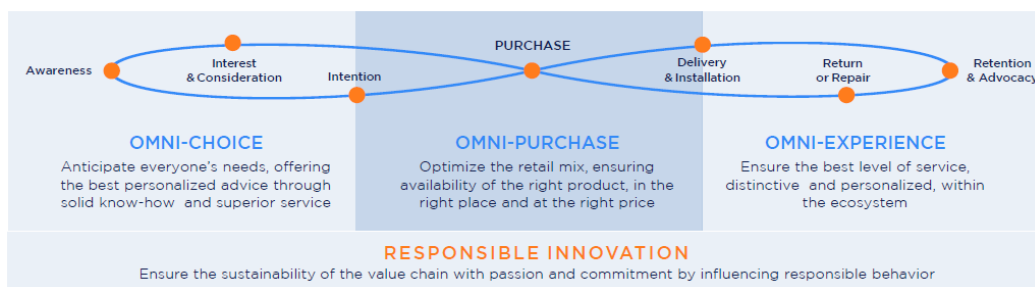 PURCHASE
Awareness
Interest
& Consideration
Intention
Delivery
& Installation
Return
or Repair
Retention
& Advocacy
OMNI-CHOICE
Anticipate everyone's needs, offering
the best personalized advice through
solid know-how and superior service
OMNI-PURCHASE
Optimize the retail mix, ensuring
availability of the right product, in the
right place and at the right price
OMNI-EXPERIENCE
Ensure the best level of service,
distinctive and personalized, within
the ecosystem
RESPONSIBLE INNOVATION
Ensure the sustainability of the value chain with passion and commitment by influencing responsible behavior